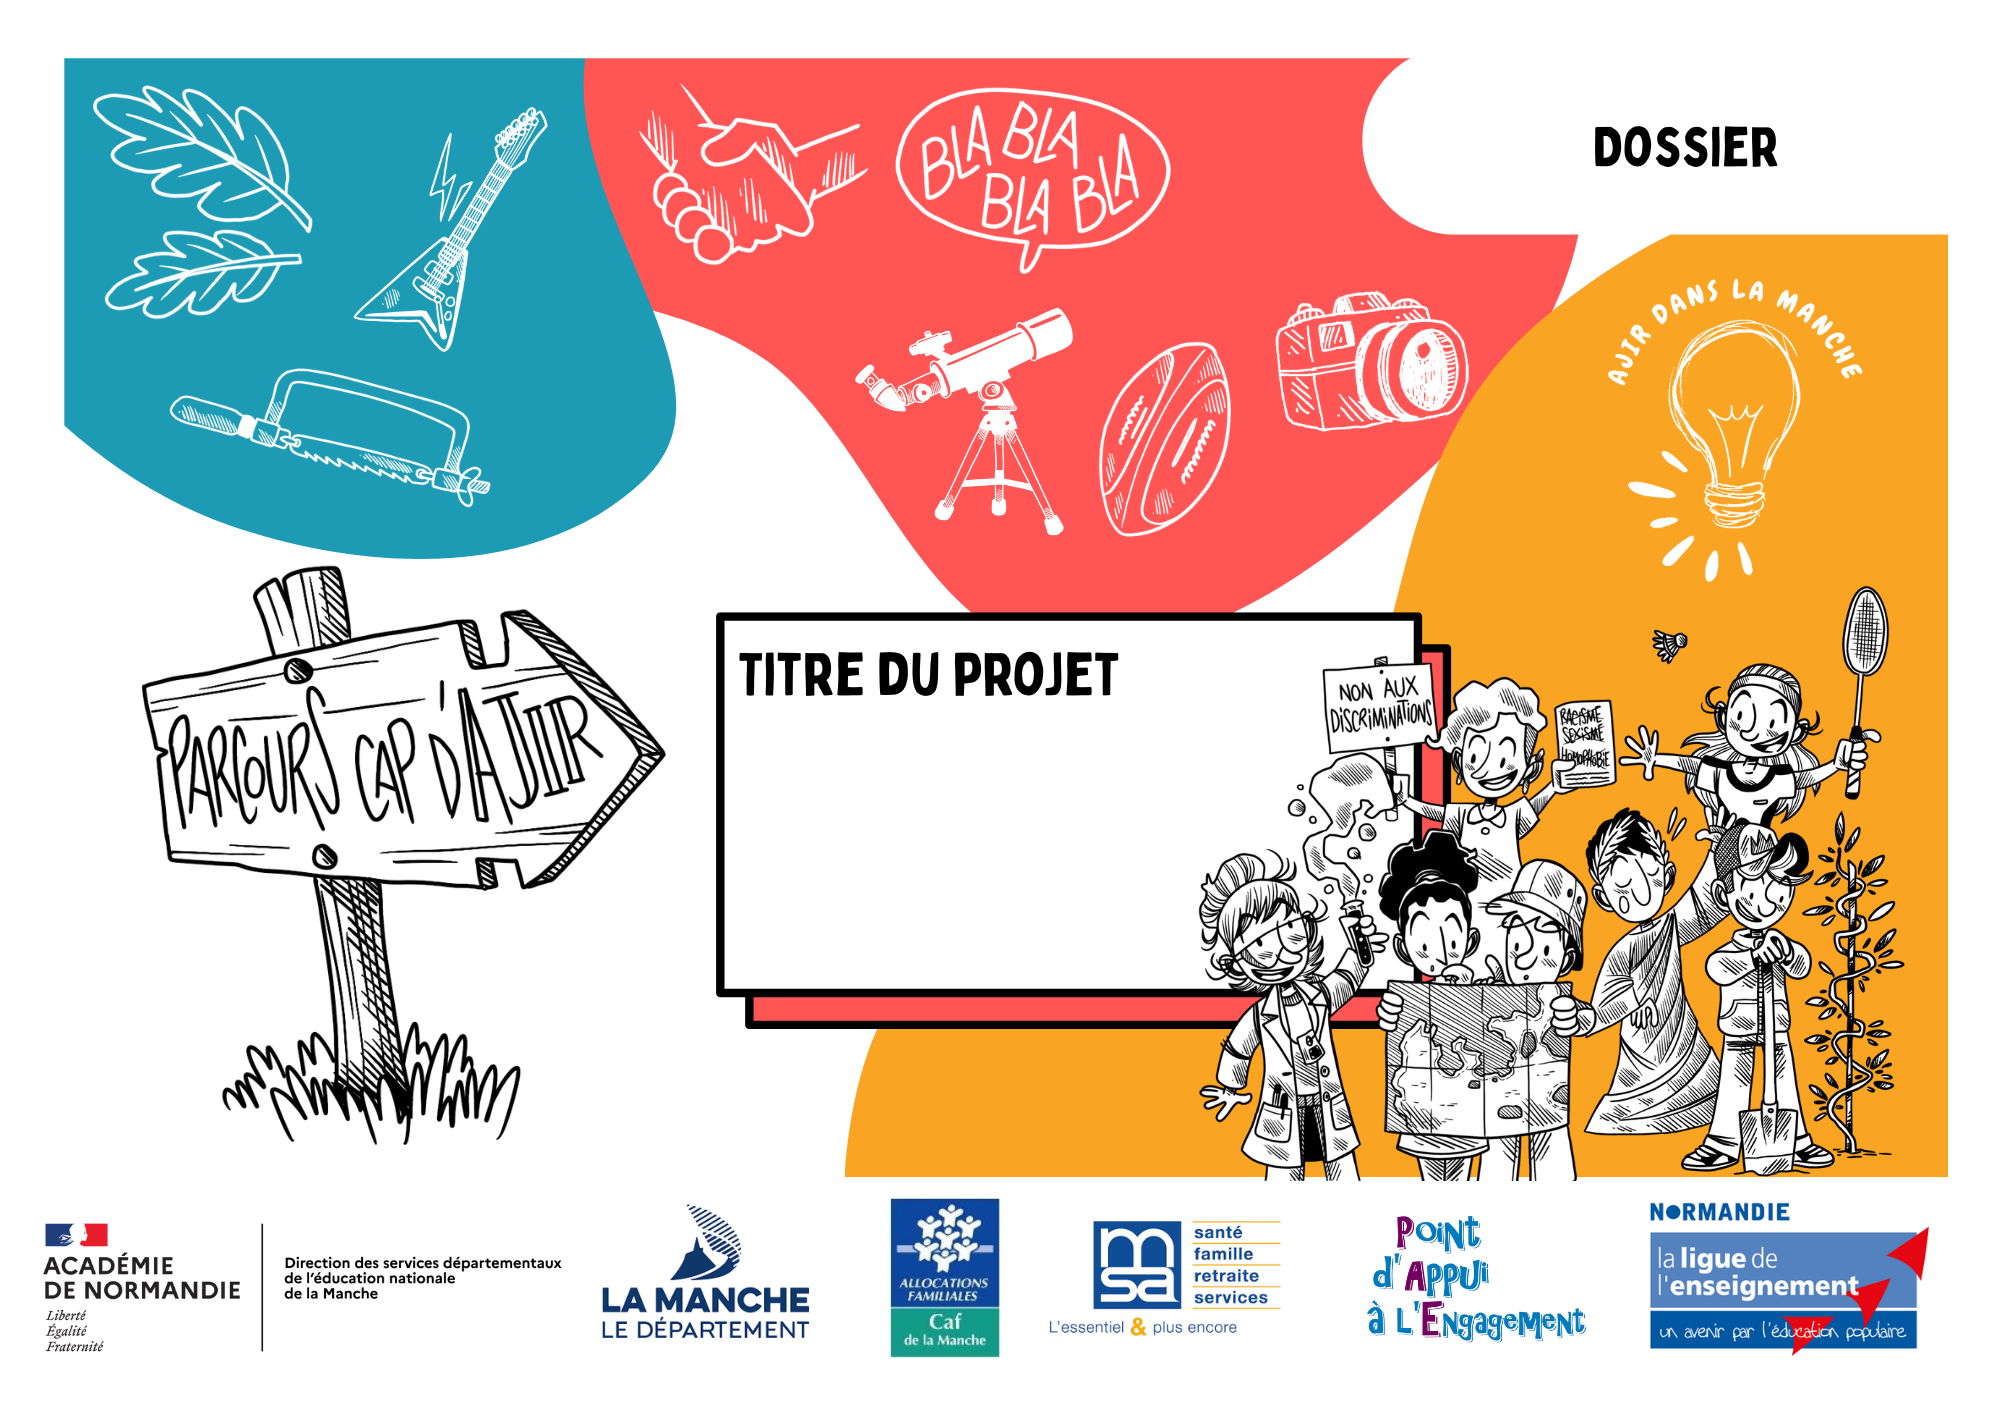 DOSSIER
BLA BLA
BLA BLA
AJIR DANS LA MANCHE
PARCOURS CAP D'AJIIR
TITRE DU PROJET
NON AUX
DISCRIMINATIONS
RACISME
SEXISME
HOMOPHOBIE
ACADÉMIE
DE NORMANDIE
Liberté
Égalité
Fraternité
Direction des services départementaux
de l'éducation nationale
de la Manche
LA MANCHE
LE DÉPARTEMENT
ALLOCATIONS
FAMILIALES
Caf
de la Manche
msa
santé
famille
retraite
services
L'essentiel & plus encore
POiNt
d'APPUi
à L'ENgageMeNt
NORMANDIE
la ligue de
l'enseignement
un avenir par l'éducation populaire